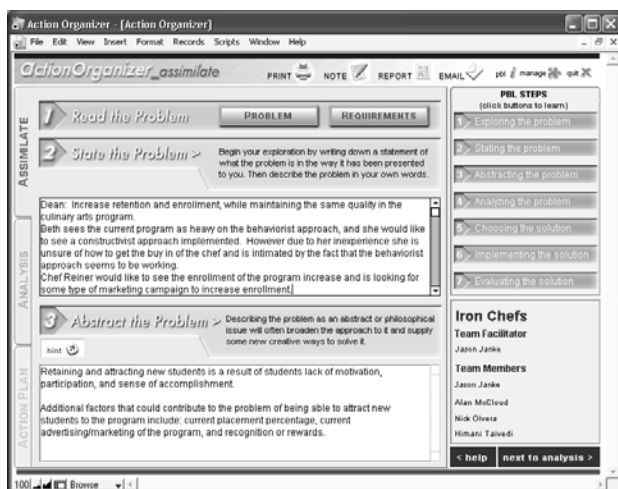 Action Organizer - [Action Organizer]
File Edit View Insert Format Records Scripts Window Help
ActionOrganizer_assimilate
PRINT NOTE REPORT EMAIL pbl manage quit
ASSIMILATE
ANALYSIS
ACTION PLAN
1 Read the Problem
PROBLEM REQUIREMENTS
2 State the Problem >
Begin your exploration by writing down a statement of
what the problem is in the way it has been presented
to you. Then describe the problem in your own words.
Dean: Increase retention and enrollment, while maintaining the same quality in the
culinary arts program.
Beth sees the current program as heavy on the behaviorist approach, and she would like
to see a constructivist approach implemented. However due to her inexperience she is
unsure of how to get the buy in of the chef and is intimated by the fact that the behaviorist
approach seems to be working.
Chef Reiner would like to see the enrollment of the program increase and is looking for
some type of marketing campaign to increase enrollment.
3 Abstract the Problem >
hint
Describing the problem as an abstract or philosophical
issue will often broaden the approach to it and supply
some new creative ways to solve it.
Retaining and attracting new students is a result of students lack of motivation,
participation, and sense of accomplishment.
Additional factors that could contribute to the problem of being able to attract new
students to the program include: current placement percentage, current
advertising/marketing of the program, and recognition or rewards.
PBL STEPS
(click buttons to learn)
1 Exploring the problem
2 Stating the problem
3 Abstracting the problem
4 Analyzing the problem
5 Choosing the solution
6 Implementing the solution
7 Evaluating the solution
Iron Chefs
Team Facilitator
Jason Janke
Team Members
Jason Janke
Alan McCloud
Nick Olvera
Himani Taivedi
< help next to analysis >
100 Browse